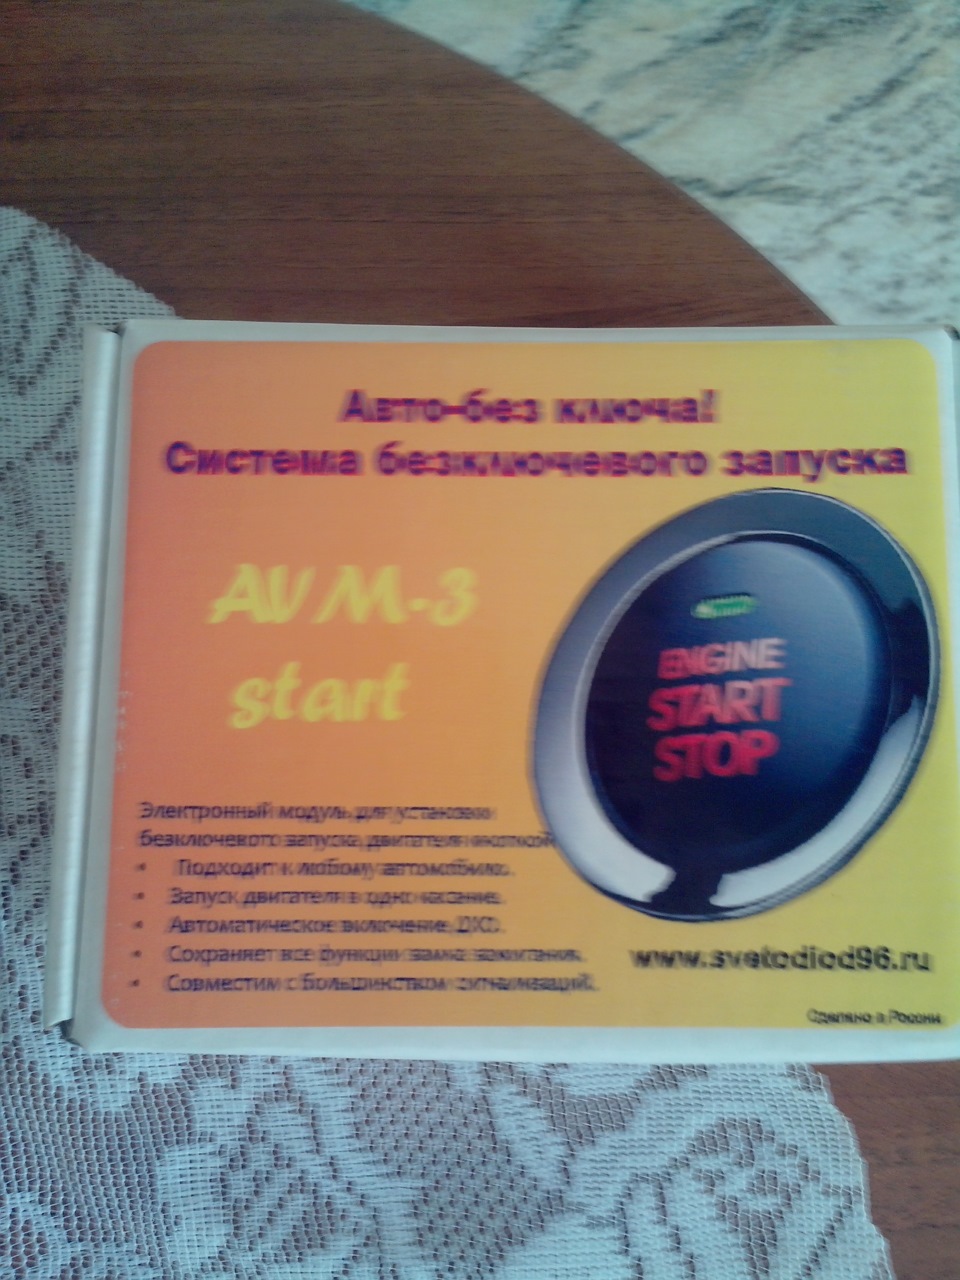 Авто-без ключа!
Система безключевого запуска
AVM-3
start
ENGINE
START
STOP
Электронный модуль для установки
безключевого запуска двигателя кнопкой
• Подходит к любому автомобилю.
• Запуск двигателя в одно касание.
• Автоматическое включение ДХО.
• Сохраняет все функции замка зажигания.
• Совместим с большинством сигнализаций.
www.svetodiod96.ru
Сделано в России